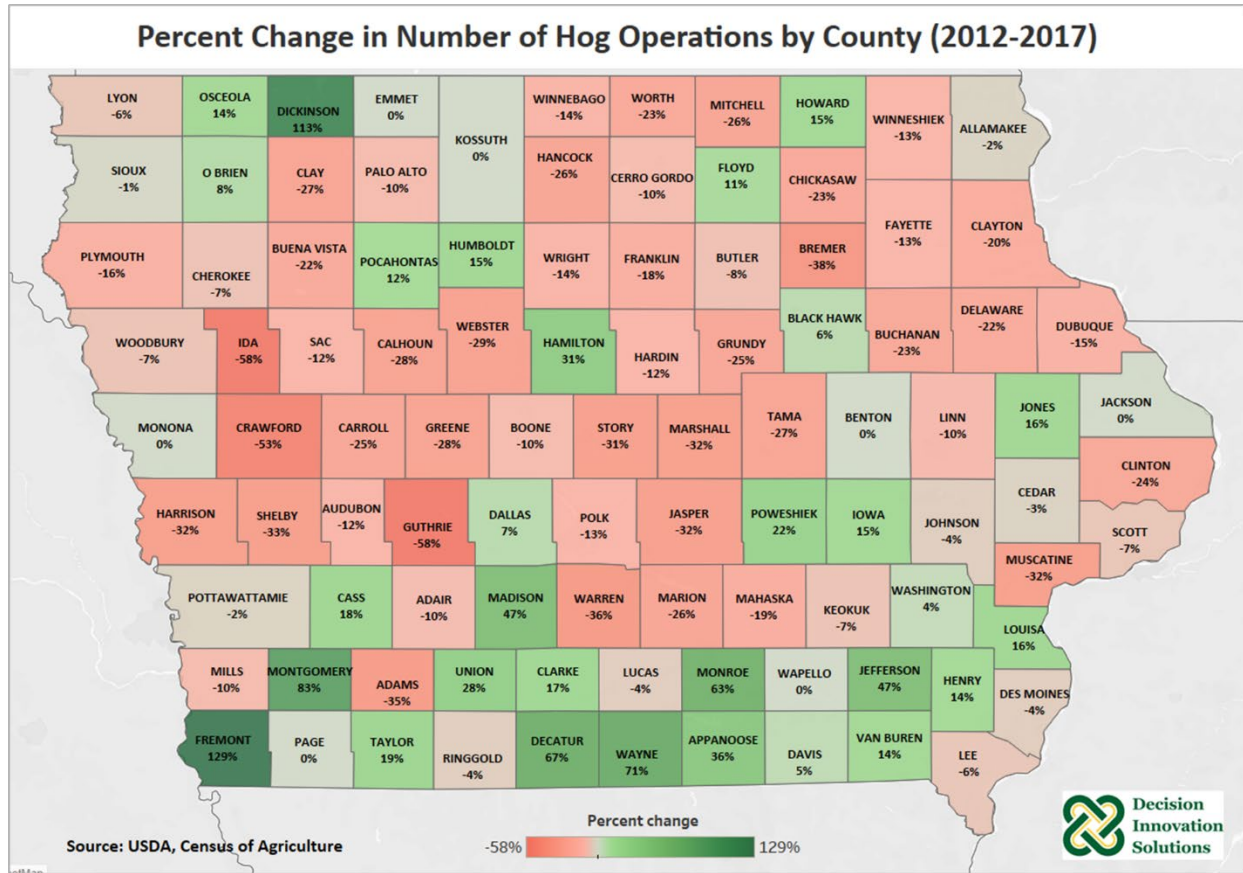 Percent Change in Number of Hog Operations by County (2012-2017)
LYON
-6%
OSCEOLA
14%
DICKINSON
113%
EMMET
0%
KOSSUTH
0%
WINNEBAGO
-14%
WORTH
-23%
MITCHELL
-26%
HOWARD
15%
WINNESHIEK
-13%
ALLAMAKEE
-2%
SIOUX
-1%
O BRIEN
8%
CLAY
-27%
PALO ALTO
-10%
HANCOCK
-26%
CERRO GORDO
-10%
FLOYD
11%
CHICKASAW
-23%
FAYETTE
-13%
CLAYTON
-20%
PLYMOUTH
-16%
CHEROKEE
-7%
BUENA VISTA
-22%
POCAHONTAS
12%
HUMBOLDT
15%
WRIGHT
-14%
FRANKLIN
-18%
BUTLER
-8%
BREMER
-38%
WOODBURY
-7%
IDA
-58%
SAC
-12%
CALHOUN
-28%
WEBSTER
-29%
HAMILTON
31%
HARDIN
-12%
GRUNDY
-25%
BLACK HAWK
6%
BUCHANAN
-23%
DELAWARE
-22%
DUBUQUE
-15%
MONONA
0%
CRAWFORD
-53%
CARROLL
-25%
GREENE
-28%
BOONE
-10%
STORY
-31%
MARSHALL
-32%
TAMA
-27%
BENTON
0%
LINN
-10%
JONES
16%
JACKSON
0%
CLINTON
-24%
HARRISON
-32%
SHELBY
-33%
AUDUBON
-12%
GUTHRIE
-58%
DALLAS
7%
POLK
-13%
JASPER
-32%
POWESHIEK
22%
IOWA
15%
JOHNSON
-4%
CEDAR
-3%
SCOTT
-7%
MUSCATINE
-32%
POTTAWATTAMIE
-2%
CASS
18%
ADAIR
-10%
MADISON
47%
WARREN
-36%
MARION
-26%
MAHASKA
-19%
KEOKUK
-7%
WASHINGTON
4%
LOUISA
16%
MILLS
-10%
MONTGOMERY
83%
ADAMS
-35%
UNION
28%
CLARKE
17%
LUCAS
-4%
MONROE
63%
WAPELLO
0%
JEFFERSON
47%
HENRY
14%
DES MOINES
-4%
FREMONT
129%
PAGE
0%
TAYLOR
19%
RINGGOLD
-4%
DECATUR
67%
WAYNE
71%
APPANOOSE
36%
DAVIS
5%
VAN BUREN
14%
LEE
-6%
Percent change
-58%
129%
Source: USDA, Census of Agriculture
Decision
Innovation
Solutions